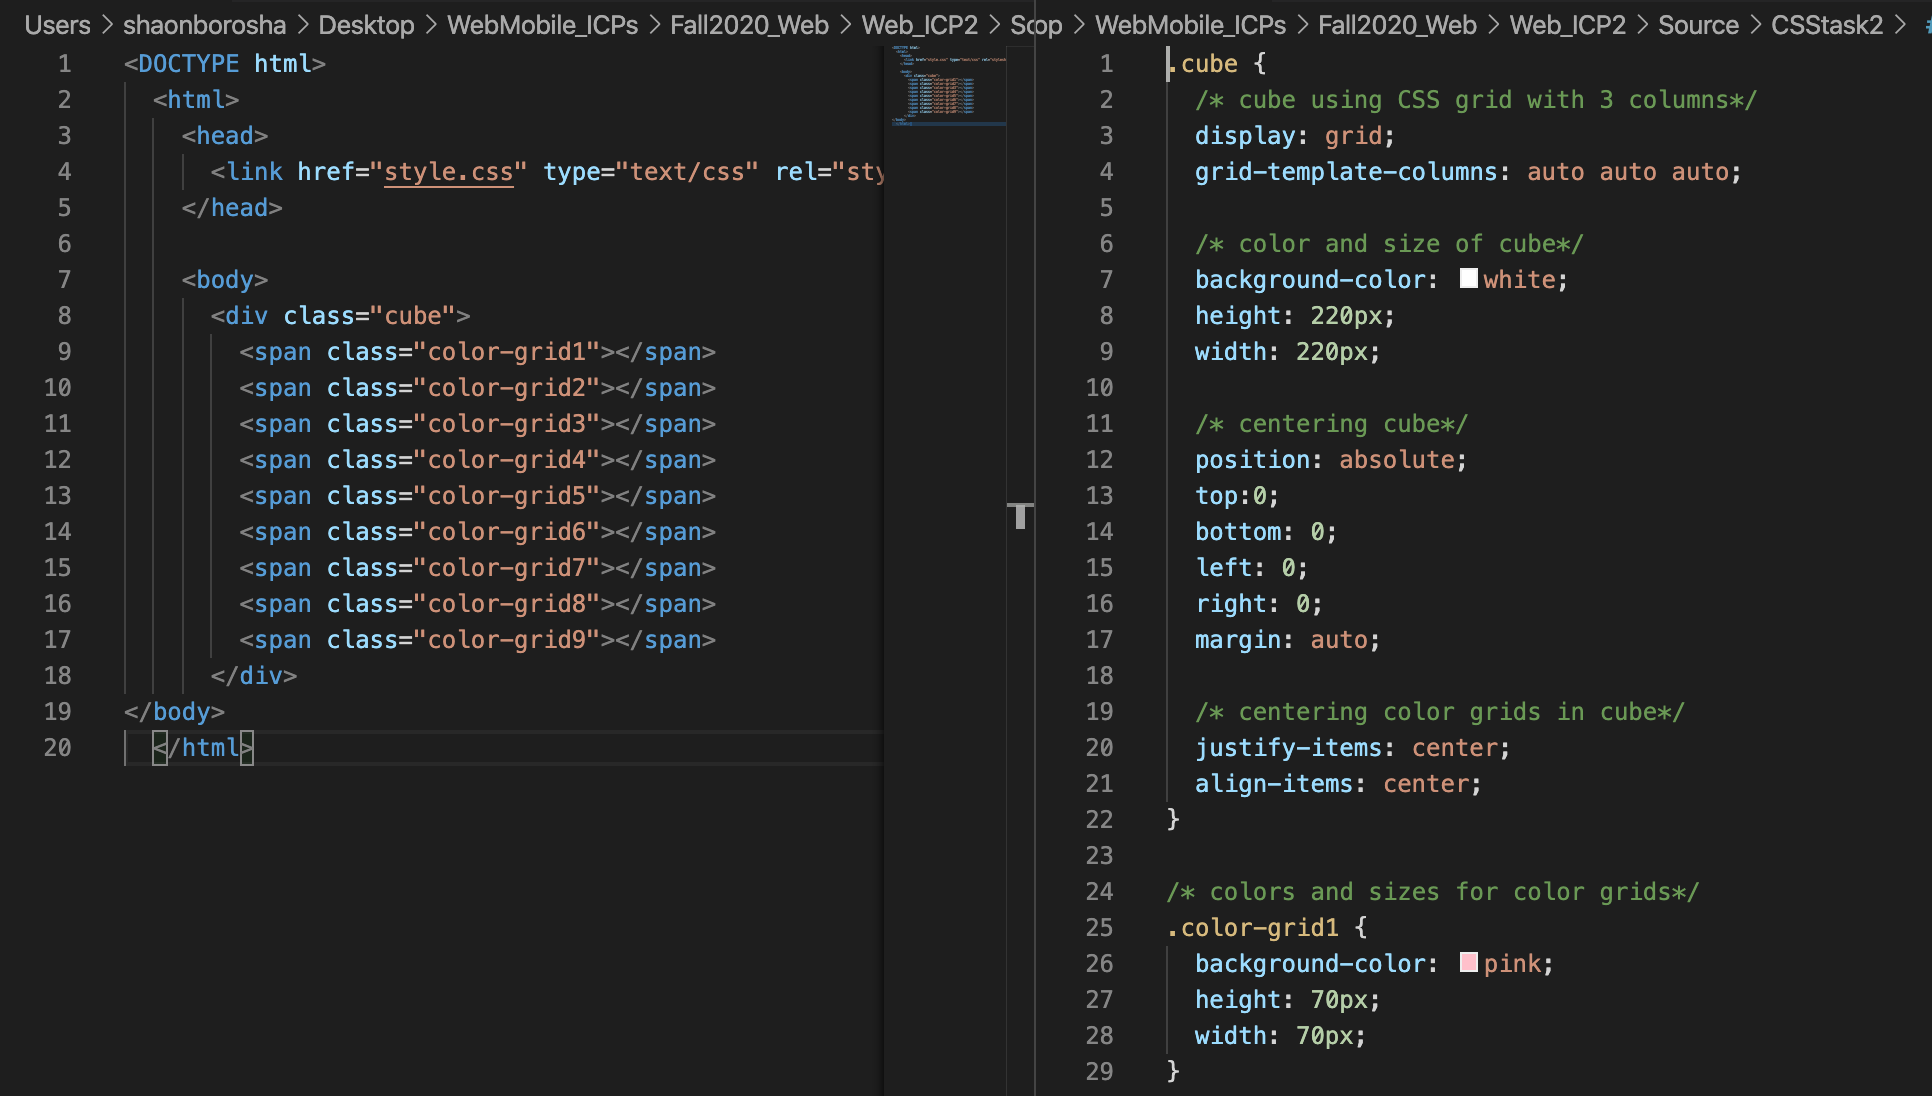 Users > shaonborosha > Desktop > WebMobile_ICPs > Fall2020_Web > Web_ICP2 > So
1 <DOCTYPE html>
2 <html>
3 <head>
4 <link href="style.css" type="text/css" rel="sty
5 </head>
6
7 <body>
8 <div class="cube">
9 <span class="color-grid1"></span>
10 <span class="color-grid2"></span>
11 <span class="color-grid3"></span>
12 <span class="color-grid4"></span>
13 <span class="color-grid5"></span>
14 <span class="color-grid6"></span>
15 <span class="color-grid7"></span>
16 <span class="color-grid8"></span>
17 <span class="color-grid9"></span>
18 </div>
19 </body>
20 </html>
op > WebMobile_ICPs > Fall2020_Web > Web_ICP2 > Source > CSStask2 > #
1 .cube {
2 /* cube using CSS grid with 3 columns*/
3 display: grid;
4 grid-template-columns: auto auto auto;
5
6 /* color and size of cube*/
7 background-color: white;
8 height: 220px;
9 width: 220px;
10
11 /* centering cube*/
12 position: absolute;
13 top:0;
14 bottom: 0;
15 left: 0;
16 right: 0;
17 margin: auto;
18
19 /* centering color grids in cube*/
20 justify-items: center;
21 align-items: center;
22 }
23
24 /* colors and sizes for color grids*/
25 .color-grid1 {
26 background-color: pink;
27 height: 70px;
28 width: 70px;
29 }